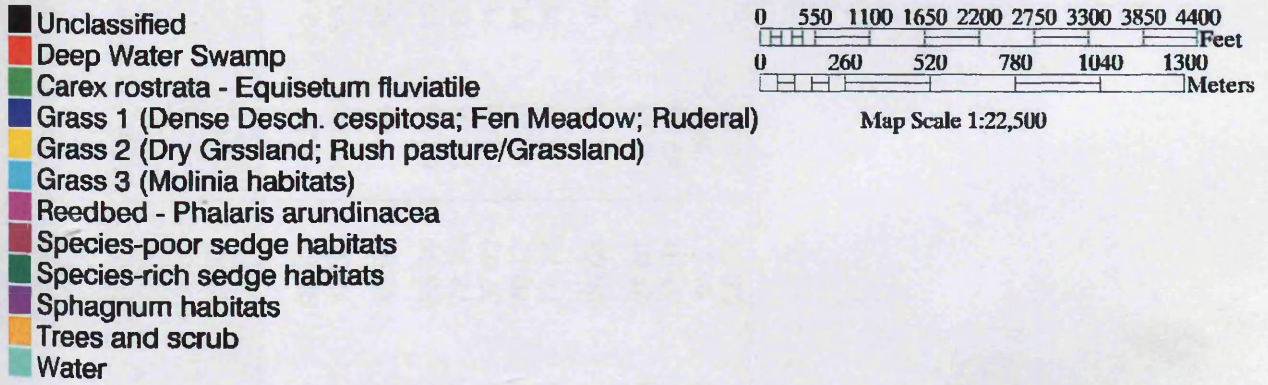 Unclassified
Deep Water Swamp
Carex rostrata - Equisetum fluviatile
Grass 1 (Dense Desch. cespitosa; Fen Meadow; Ruderal)
Grass 2 (Dry Grssland; Rush pasture/Grassland)
Grass 3 (Molinia habitats)
Reedbed - Phalaris arundinacea
Species-poor sedge habitats
Species-rich sedge habitats
Sphagnum habitats
Trees and scrub
Water
0 550 1100 1650 2200 2750 3300 3850 4400
Feet
0 260 520 780 1040 1300
Meters
Map Scale 1:22,500